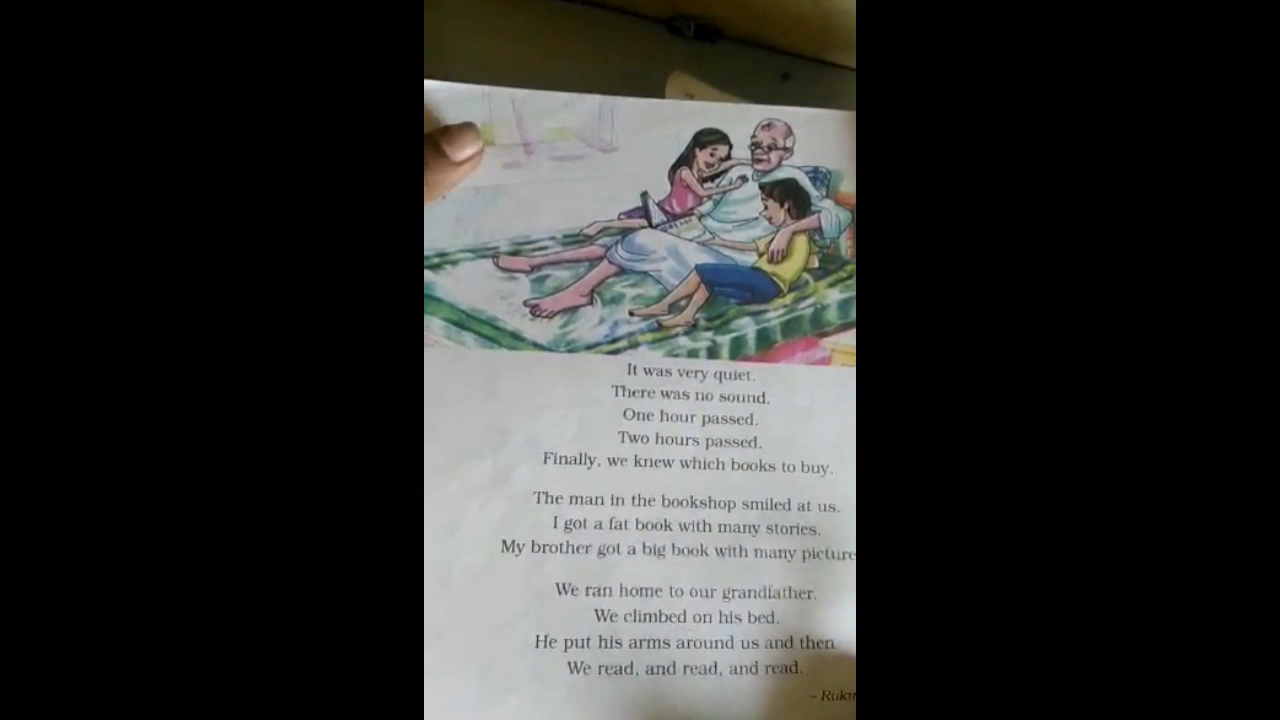 It was very quiet.
There was no sound.
One hour passed.
Two hours passed.
Finally, we knew which books to buy.
The man in the bookshop smiled at us.
I got a fat book with many stories.
My brother got a big book with many picture
We ran home to our grandfather.
We climbed on his bed.
He put his arms around us and then
We read, and read, and read.
–